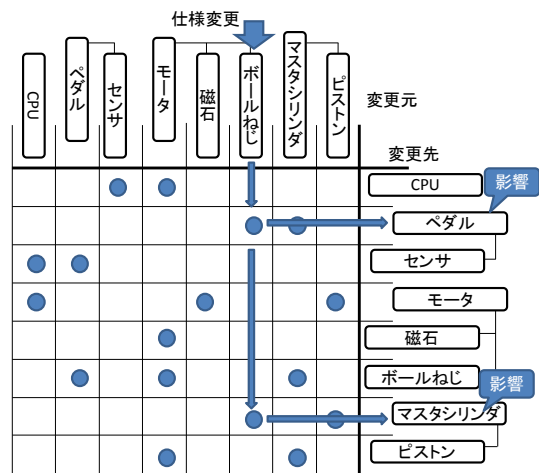 仕様変更
CPU
ペダル
センサ
モータ
磁石
ボールねじ
マスタシリンダ
ピストン
変更元
変更先
CPU
影響
ペダル
センサ
モータ
磁石
ボールねじ
影響
マスタシリンダ
ピストン